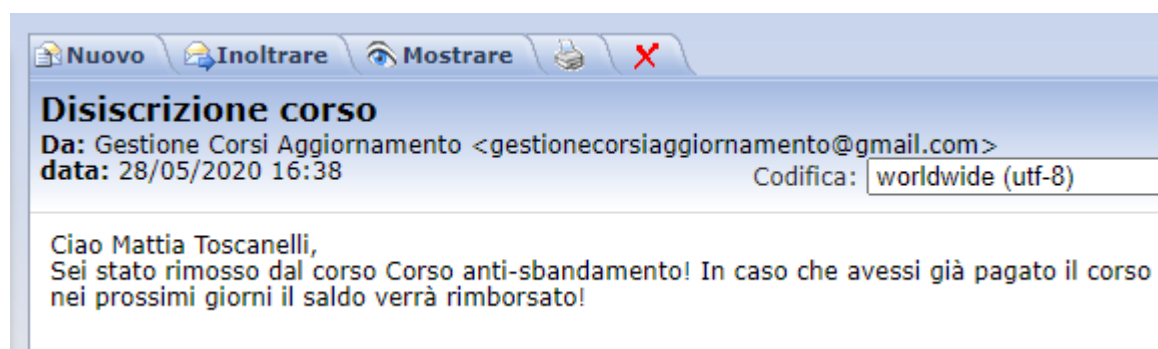 Nuovo Inoltrare Mostrare
Disiscrizione corso
Da: Gestione Corsi Aggiornamento <gestionecorsiaggiornamento@gmail.com>
data: 28/05/2020 16:38
Codifica: worldwide (utf-8)
Ciao Mattia Toscanelli,
Sei stato rimosso dal corso Corso anti-sbandamento! In caso che avessi già pagato il corso
nei prossimi giorni il saldo verrà rimborsato!